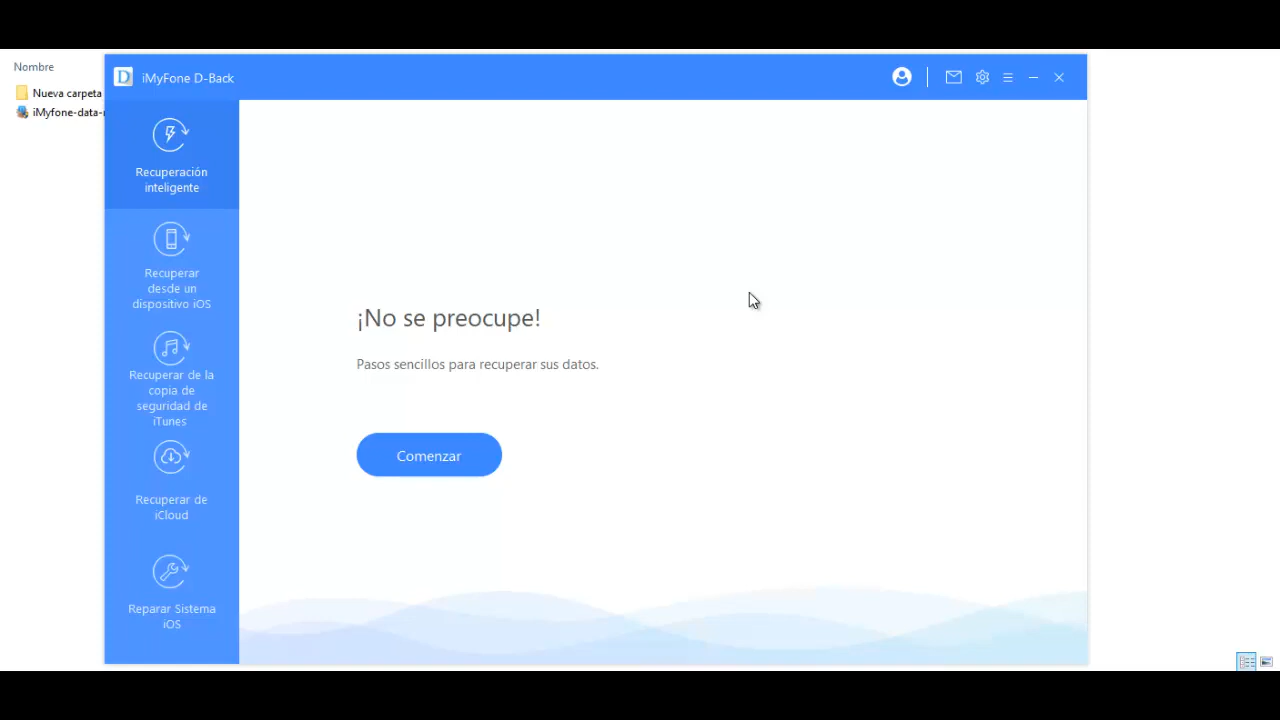 Nombre
Nueva carpeta
iMyfone-data-r
D
iMyFone D-Back
Recuperación
inteligente
Recuperar
desde un
dispositivo iOS
Recuperar de la
copia de
seguridad de
iTunes
Recuperar de
iCloud
Reparar Sistema
iOS
¡No se preocupe!
Pasos sencillos para recuperar sus datos.
Comenzar